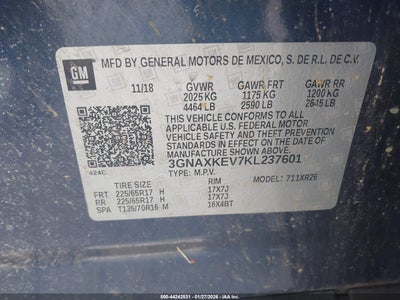 GM
MFD BY GENERAL MOTORS DE MEXICO, S. DE R.L. DE C.V.
11/18 GVWR GAWR FRT GAWR RR
2025 KG 1175 KG 1200 KG
4464 LB 2590 LB 2645 LB
THIS VEHICLE CONFORMS TO ALL
APPLICABLE U.S. FEDERAL MOTOR
VEHICLE SAFETY, BUMPER, AND THEFT
PREVENTION STANDARDS IN EFFECT ON
THE DATE OF MANUFACTURE SHOWN ABOVE.
3GNAXKEV7KL237601
424C TYPE: M.P.V. MODEL: 711XR26
TIRE SIZE RIM
FRT 225/65R17 H 17X7J
RR 225/65R17 H 17X7J
SPA T135/70R16 M 16X4BT
000-44242531 - 01/27/2026 - IAA